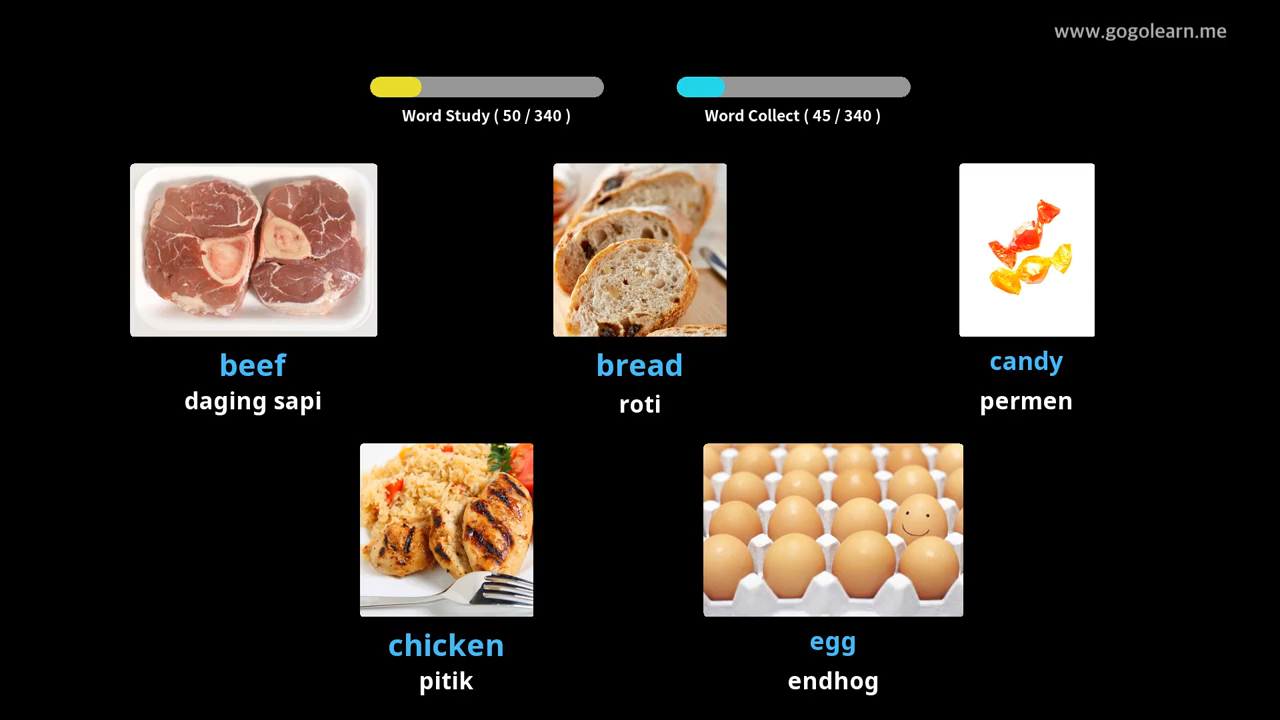 www.gogolearn.me
Word Study ( 50 / 340 )
Word Collect ( 45 / 340 )
beef
daging sapi
bread
roti
candy
permen
chicken
pitik
egg
endhog